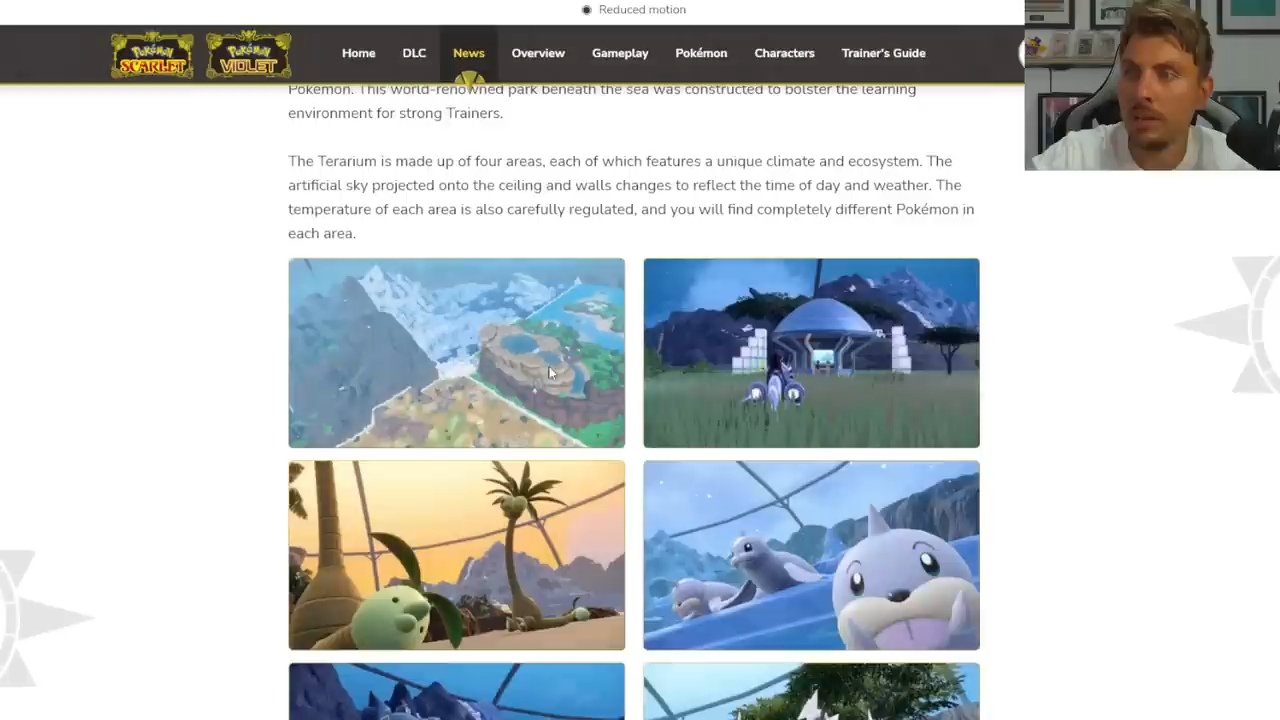 Reduced motion
POKÉMON SCARLET
POKÉMON VIOLET
Home DLC News Overview Gameplay Pokémon Characters Trainer's Guide
Pokémon. This world-renowned park beneath the sea was constructed to bolster the learning
environment for strong Trainers.
The Terarium is made up of four areas, each of which features a unique climate and ecosystem. The
artificial sky projected onto the ceiling and walls changes to reflect the time of day and weather. The
temperature of each area is also carefully regulated, and you will find completely different Pokémon in
each area.